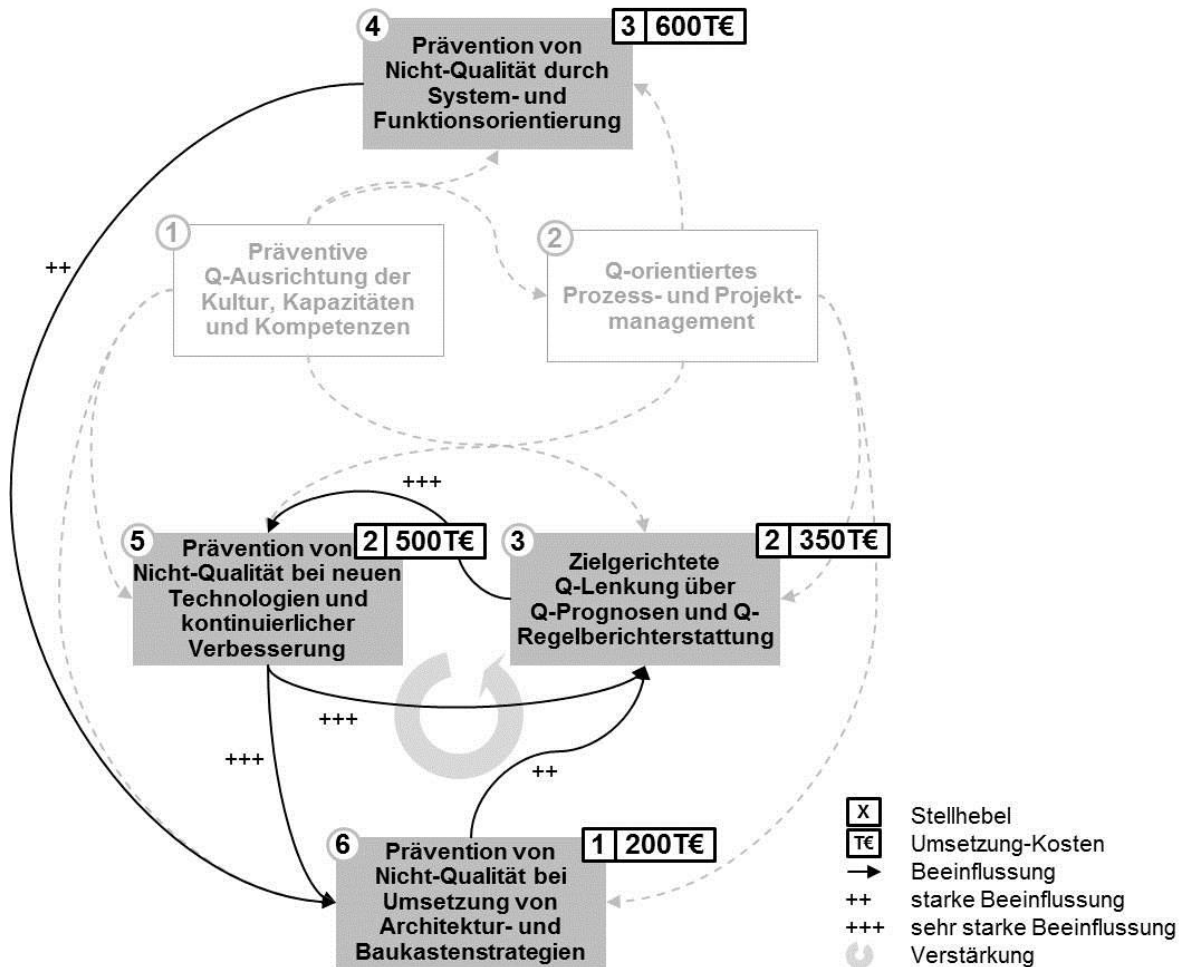 4
3 600T€
Prävention von
Nicht-Qualität durch
System- und
Funktionsorientierung
1
Präventive
Q-Ausrichtung der
Kultur, Kapazitäten
und Kompetenzen
2
Q-orientiertes
Prozess- und Projekt-
management
++
+++
5
2 500T€
Prävention von
Nicht-Qualität bei neuen
Technologien und
kontinuierlicher
Verbesserung
3
2 350T€
Zielgerichtete
Q-Lenkung über
Q-Prognosen und Q-
Regelberichterstattung
+++
+++
++
6
1 200T€
Prävention von
Nicht-Qualität bei
Umsetzung von
Architektur- und
Baukastenstrategien
X Stellhebel
T€ Umsetzung-Kosten
Beeinflussung
++ starke Beeinflussung
+++ sehr starke Beeinflussung
Verstärkung